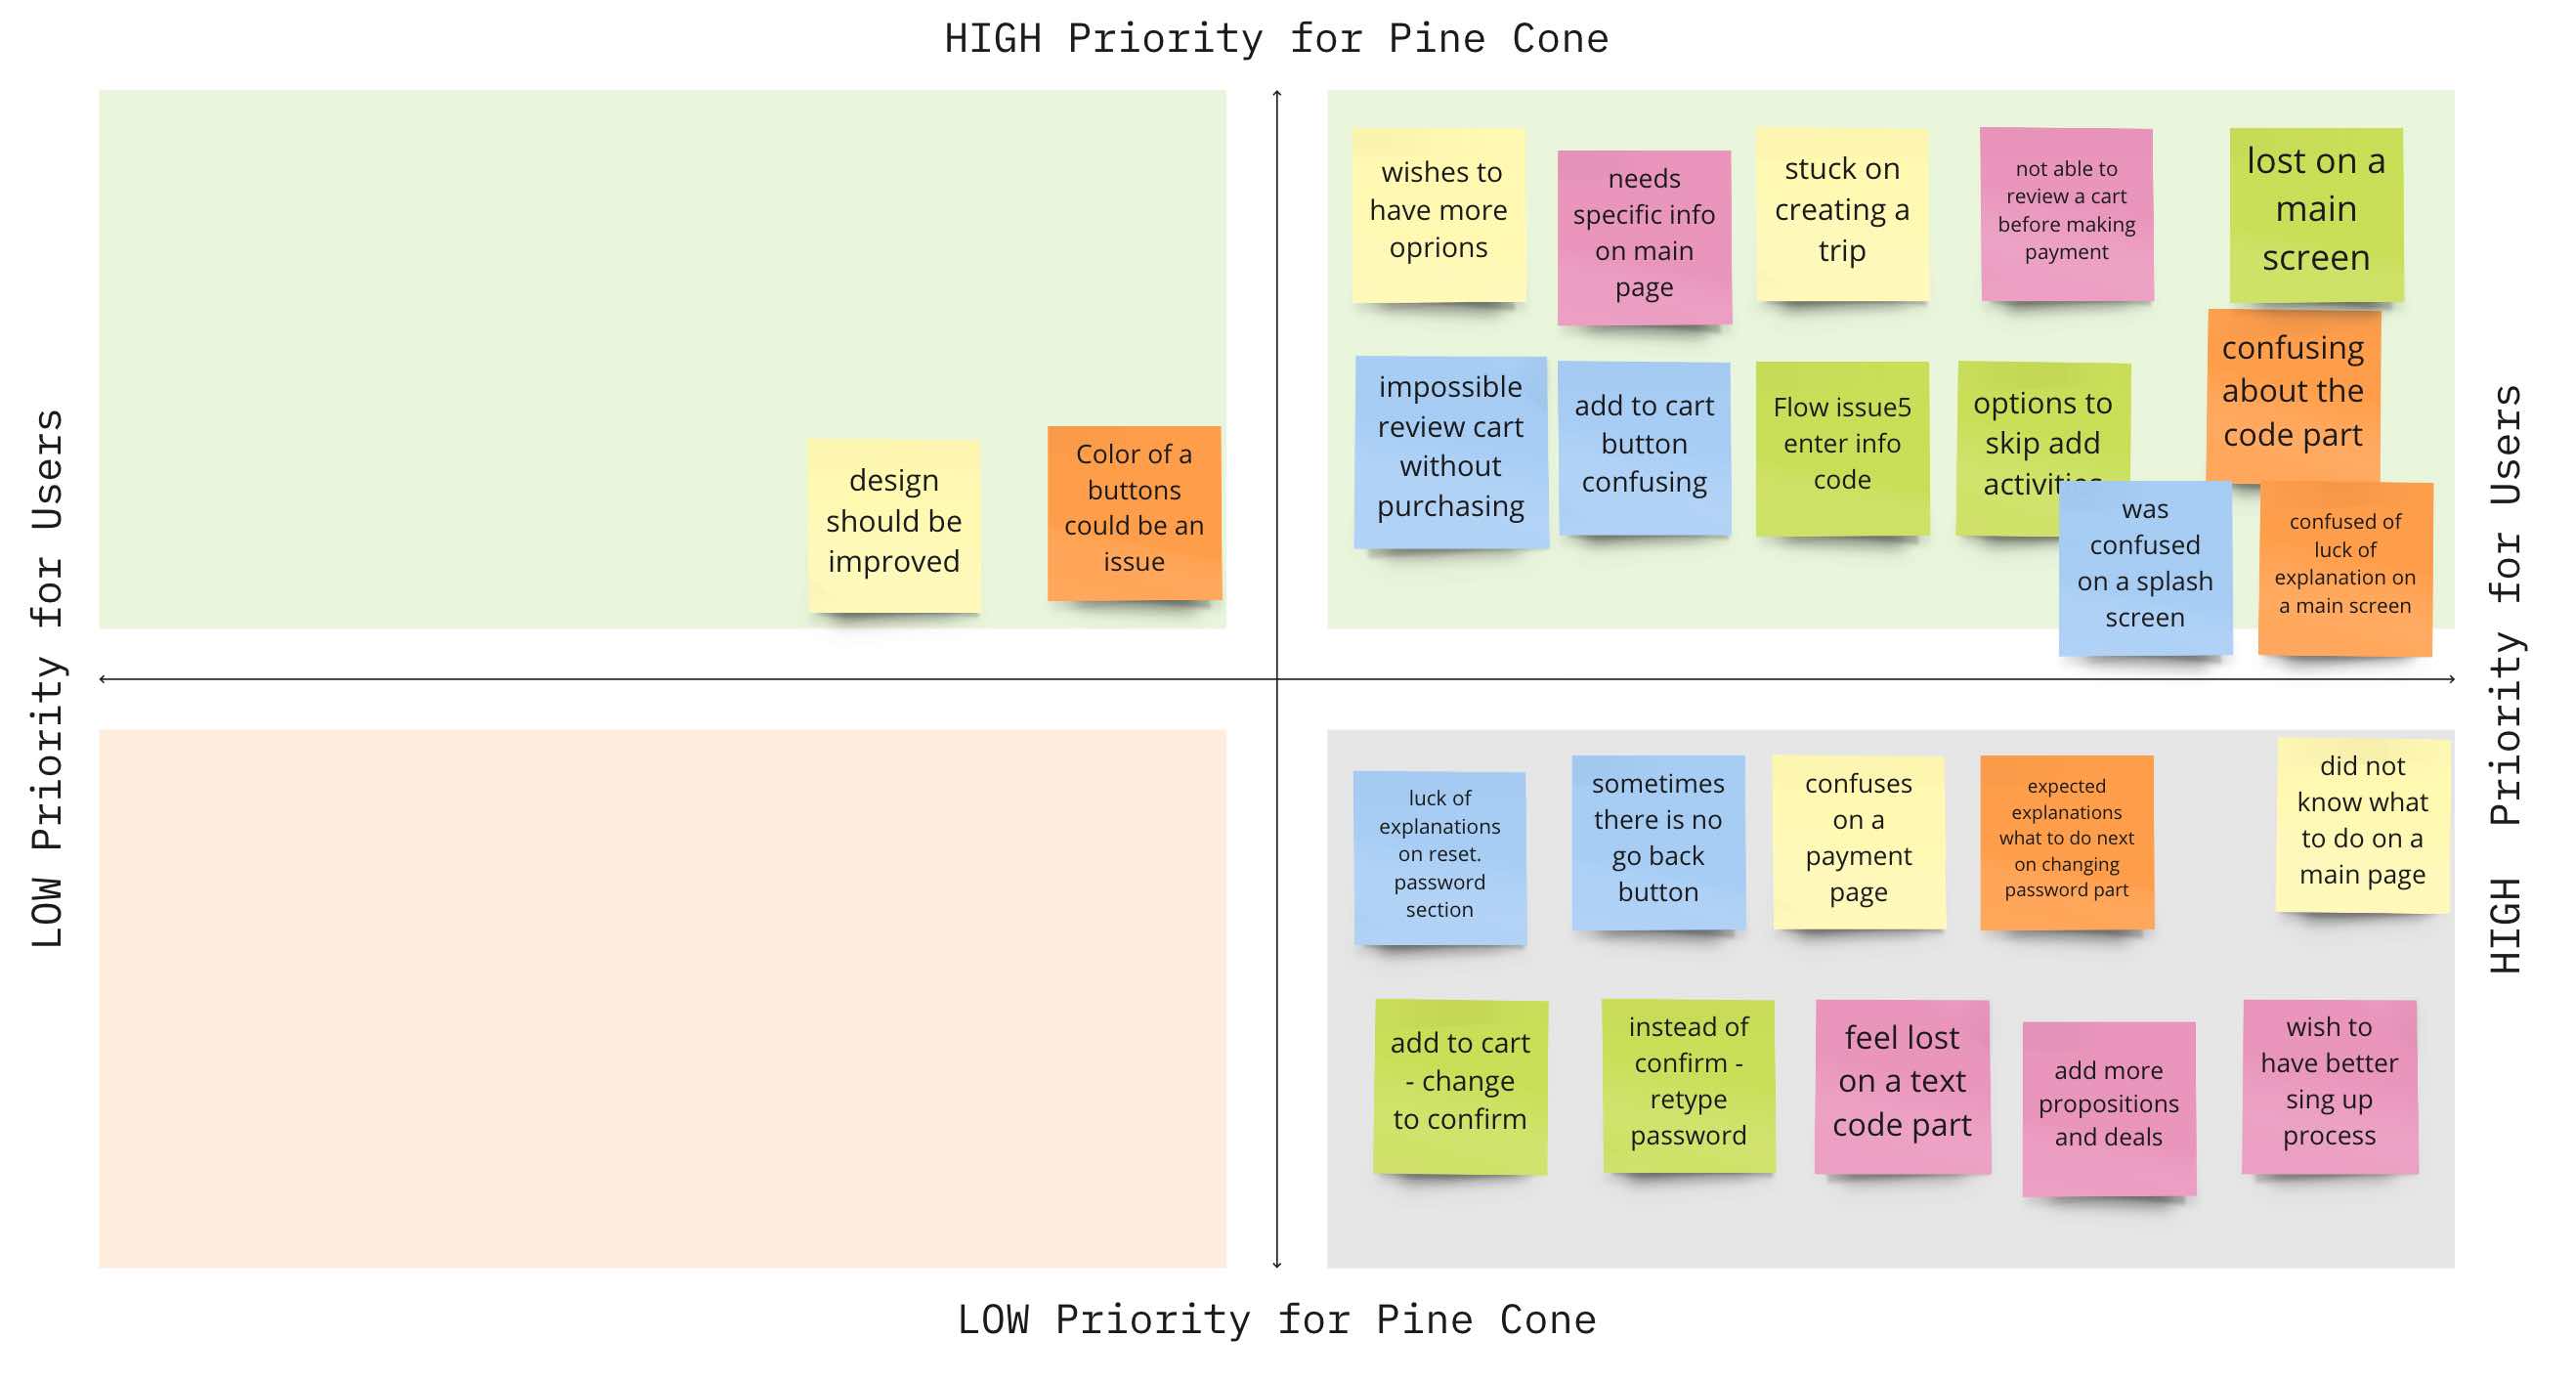 HIGH Priority for Pine Cone
LOW Priority for Users
HIGH Priority for Users
design
should be
improved
Color of a
buttons
could be an
issue
wishes to
have more
oprions
needs
specific info
on main
page
stuck on
creating a
trip
not able to
review a cart
before making
payment
lost on a
main
screen
impossible
review cart
without
purchasing
add to cart
button
confusing
Flow issue5
enter info
code
options to
skip add
activities
confusing
about the
code part
was
confused
on a splash
screen
confused of
luck of
explanation on
a main screen
luck of
explanations
on reset.
password
section
sometimes
there is no
go back
button
confuses
on a
payment
page
expected
explanations
what to do next
on changing
password part
did not
know what
to do on a
main page
add to cart
- change
to confirm
instead of
confirm -
retype
password
feel lost
on a text
code part
add more
propositions
and deals
wish to
have better
sing up
process
LOW Priority for Pine Cone